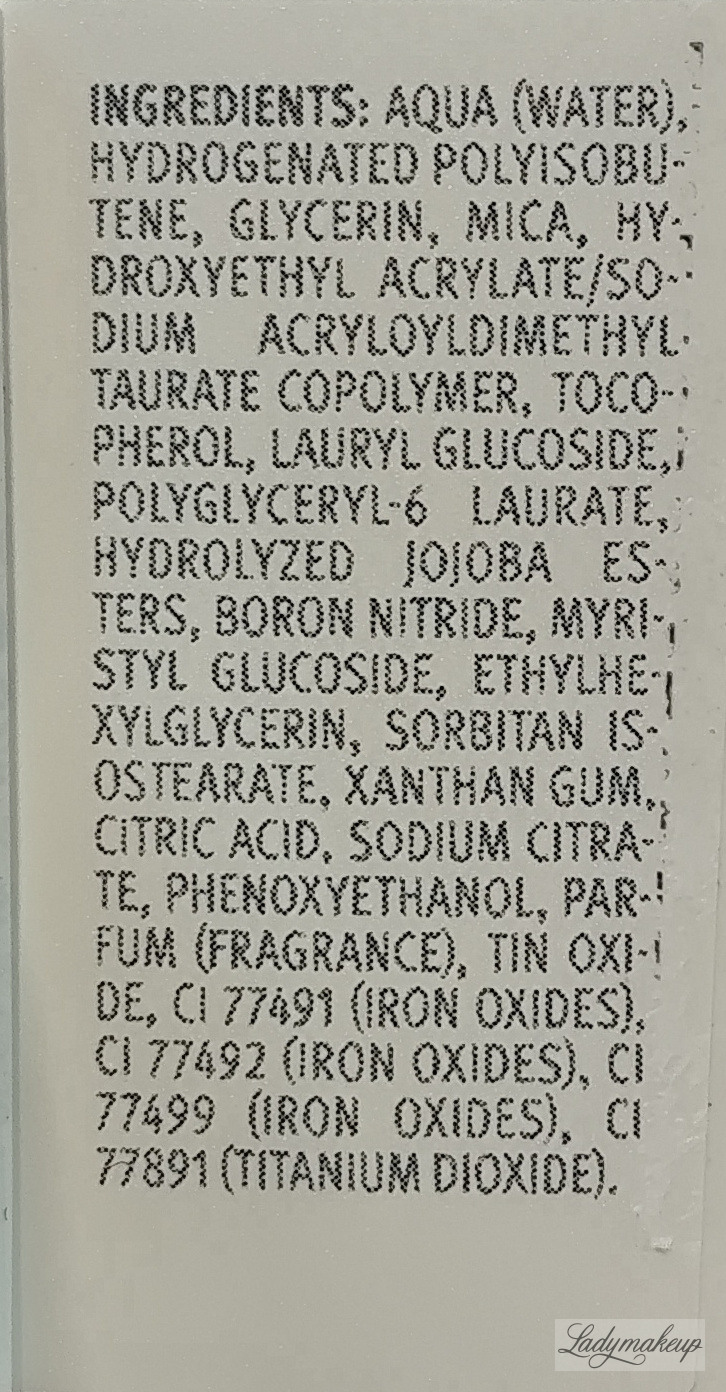 INGREDIENTS: AQUA (WATER),
HYDROGENATED POLYISOBU-
TENE, GLYCERIN, MICA, HY-
DROXYETHYL ACRYLATE/SO-
DIUM ACRYLOYLDIMETHYL
TAURATE COPOLYMER, TOCO-
PHEROL, LAURYL GLUCOSIDE,
POLYGLYCERYL-6 LAURATE,
HYDROLYZED JOJOBA ES-
TERS, BORON NITRIDE, MYRI-
STYL GLUCOSIDE, ETHYLHE-
XYLGLYCERIN, SORBITAN IS-
OSTEARATE, XANTHAN GUM,
CITRIC ACID, SODIUM CITRA-
TE, PHENOXYETHANOL, PAR-
FUM (FRAGRANCE), TIN OXI-
DE, CI 77491 (IRON OXIDES),
CI 77492 (IRON OXIDES), CI
77499 (IRON OXIDES), CI
77891 (TITANIUM DIOXIDE).
Ladymakeup